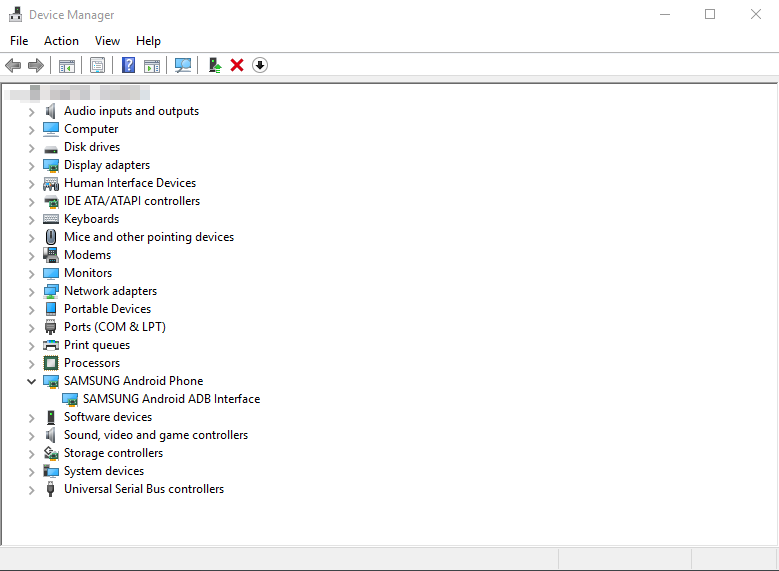 Device Manager
File Action View Help
Audio inputs and outputs
Computer
Disk drives
Display adapters
Human Interface Devices
IDE ATA/ATAPI controllers
Keyboards
Mice and other pointing devices
Modems
Monitors
Network adapters
Portable Devices
Ports (COM & LPT)
Print queues
Processors
SAMSUNG Android Phone
SAMSUNG Android ADB Interface
Software devices
Sound, video and game controllers
Storage controllers
System devices
Universal Serial Bus controllers